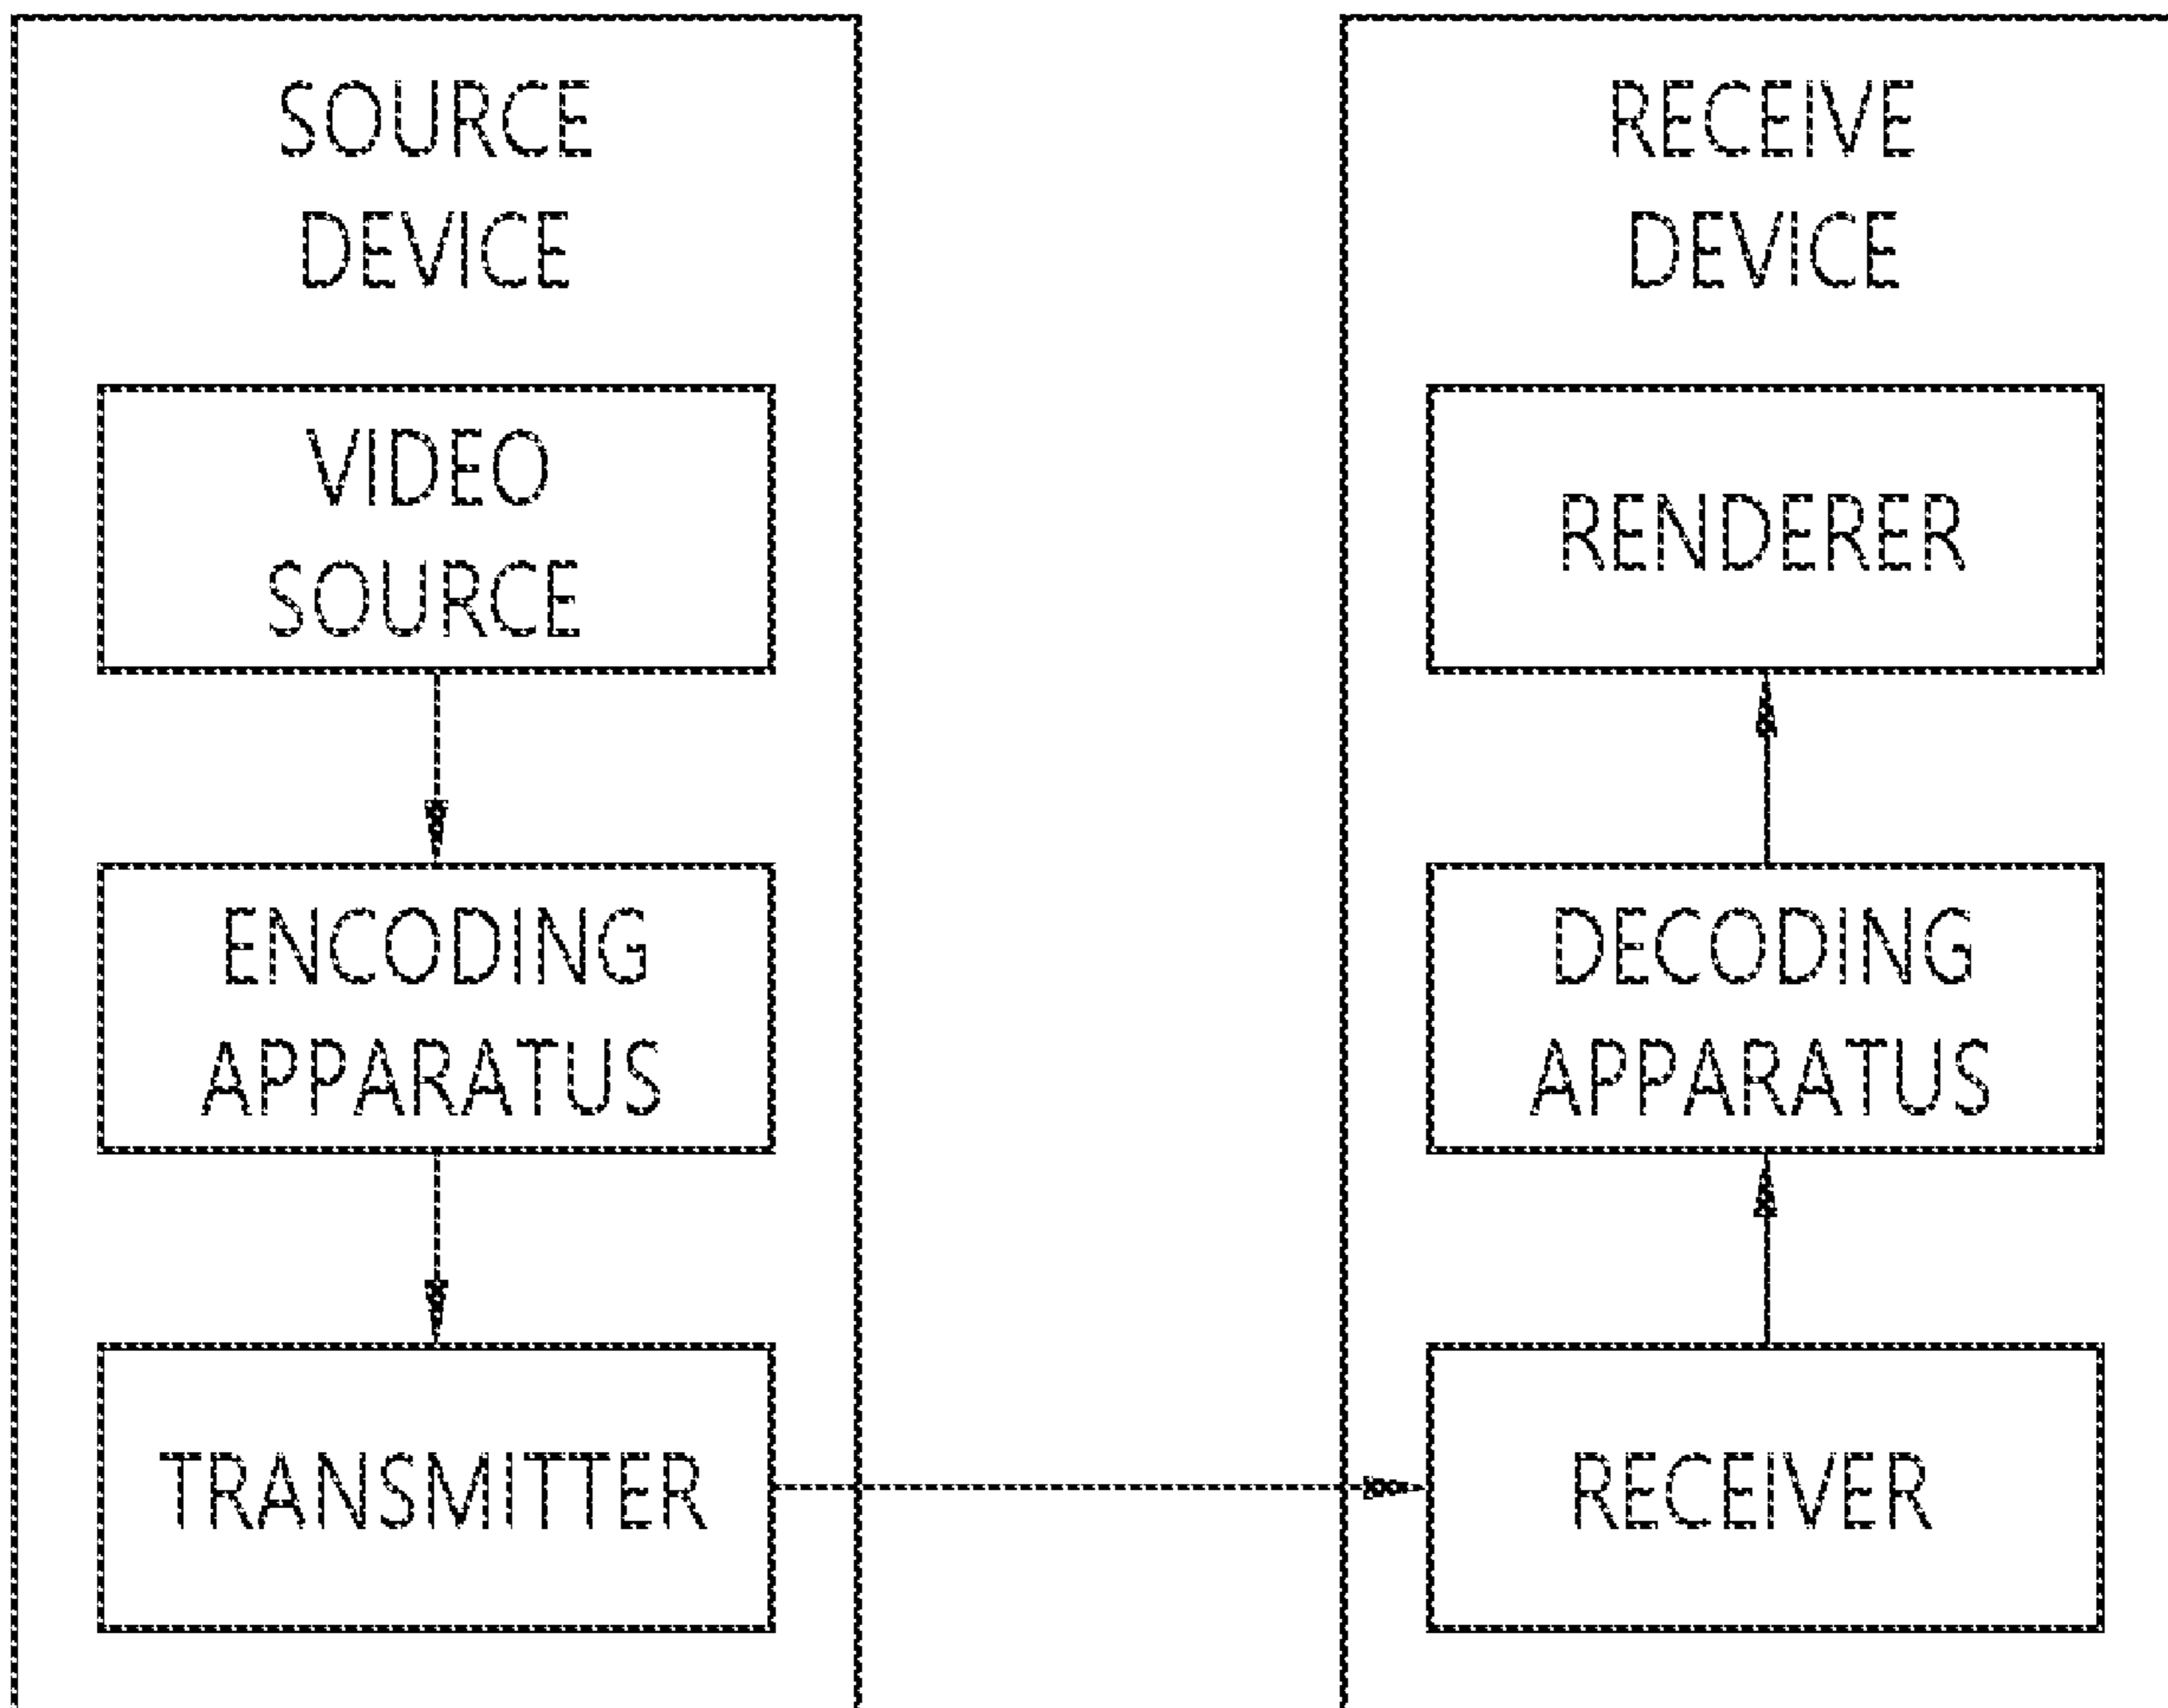 SOURCE
DEVICE
VIDEO
SOURCE
ENCODING
APPARATUS
TRANSMITTER
RECEIVE
DEVICE
RENDERER
DECODING
APPARATUS
RECEIVER